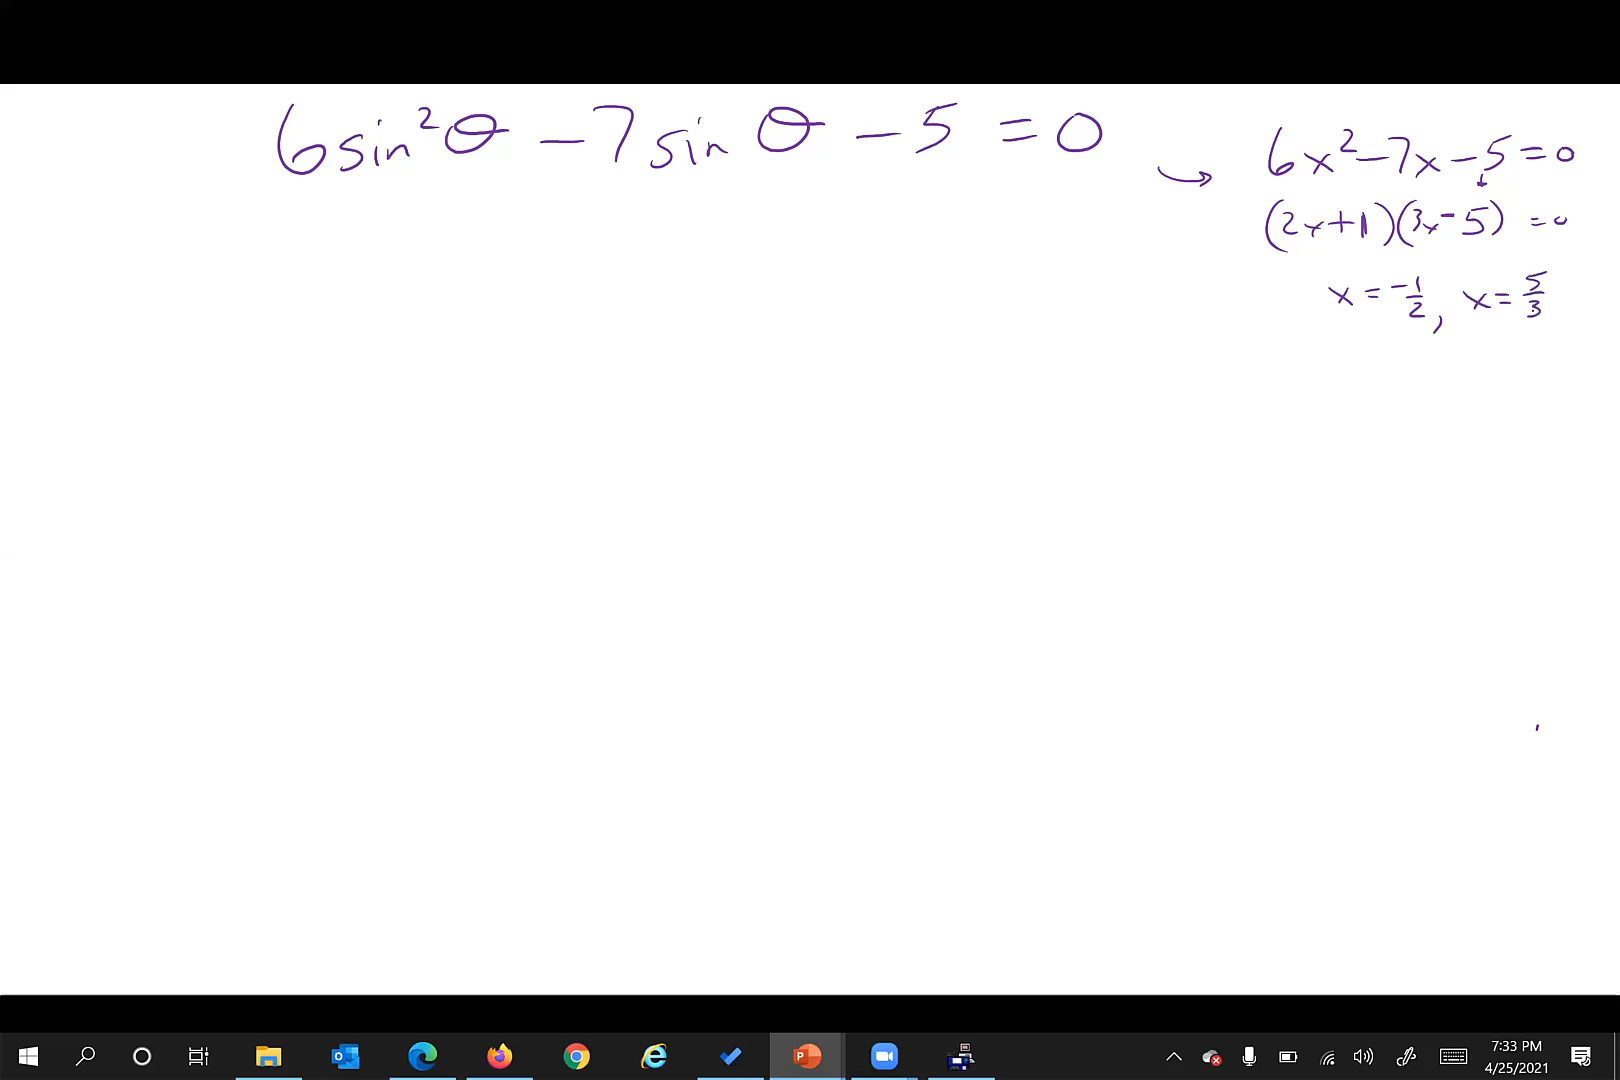 6sin²θ − 7sin θ − 5 = 0
6x² − 7x − 5 = 0
(2x+1)(3x−5) = 0
x = −1/2, x = 5/3
7:33 PM
4/25/2021